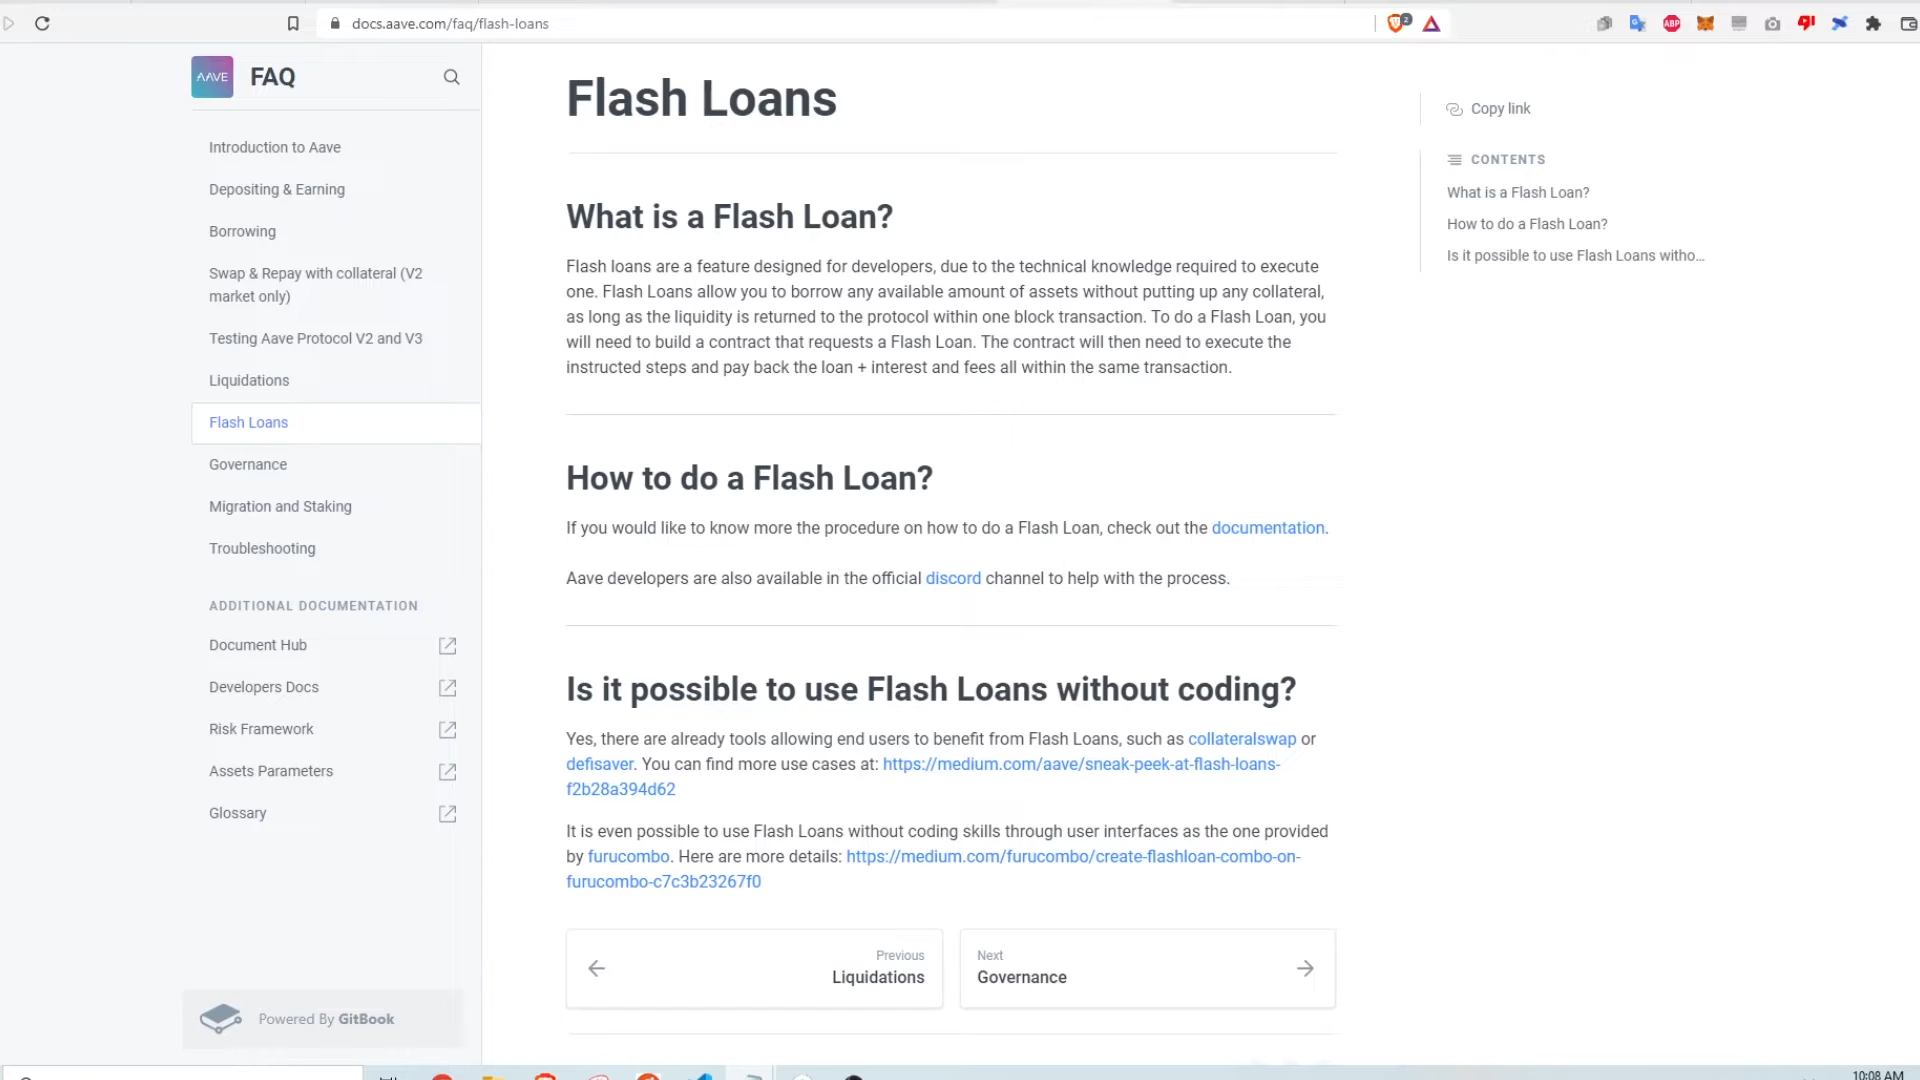 docs.aave.com/faq/flash-loans
2
ABP
AAVE
FAQ
Introduction to Aave
Depositing & Earning
Borrowing
Swap & Repay with collateral (V2
market only)
Testing Aave Protocol V2 and V3
Liquidations
Flash Loans
Governance
Migration and Staking
Troubleshooting
ADDITIONAL DOCUMENTATION
Document Hub
Developers Docs
Risk Framework
Assets Parameters
Glossary
Powered By GitBook
Flash Loans
What is a Flash Loan?
Flash loans are a feature designed for developers, due to the technical knowledge required to execute
one. Flash Loans allow you to borrow any available amount of assets without putting up any collateral,
as long as the liquidity is returned to the protocol within one block transaction. To do a Flash Loan, you
will need to build a contract that requests a Flash Loan. The contract will then need to execute the
instructed steps and pay back the loan + interest and fees all within the same transaction.
How to do a Flash Loan?
If you would like to know more the procedure on how to do a Flash Loan, check out the documentation.
Aave developers are also available in the official discord channel to help with the process.
Is it possible to use Flash Loans without coding?
Yes, there are already tools allowing end users to benefit from Flash Loans, such as collateralswap or
defisaver. You can find more use cases at: https://medium.com/aave/sneak-peek-at-flash-loans-
f2b28a394d62
It is even possible to use Flash Loans without coding skills through user interfaces as the one provided
by furucombo. Here are more details: https://medium.com/furucombo/create-flashloan-combo-on-
furucombo-c7c3b23267f0
Previous
Liquidations
Next
Governance
Copy link
CONTENTS
What is a Flash Loan?
How to do a Flash Loan?
Is it possible to use Flash Loans witho...
10:08 AM